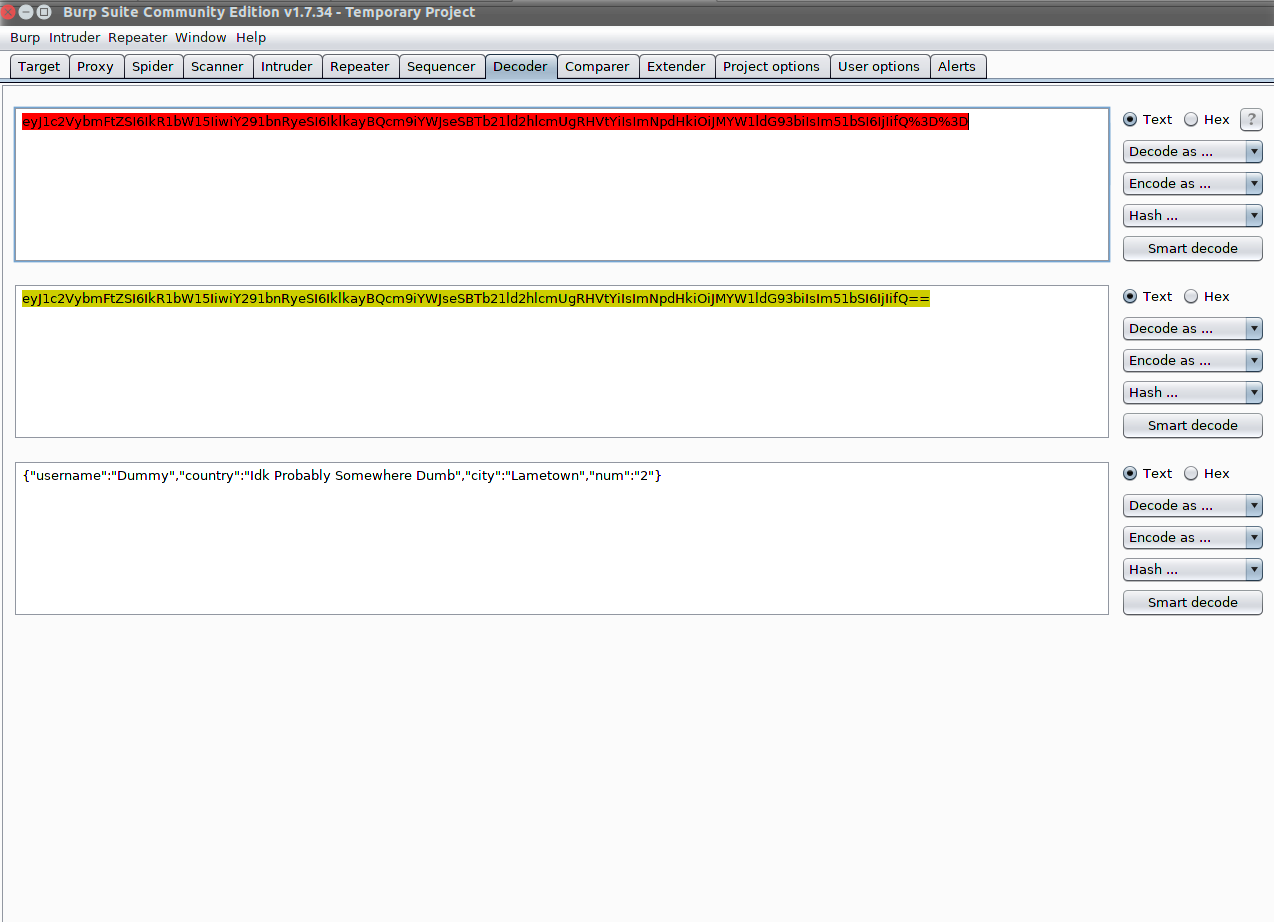 Burp Suite Community Edition v1.7.34 - Temporary Project
Burp Intruder Repeater Window Help
Target Proxy Spider Scanner Intruder Repeater Sequencer Decoder Comparer Extender Project options User options Alerts
eyJ1c2VybmFtZSI6IkR1bW15IiwiY291bnRyeSI6IklkayBQcm9iYWJseSBTb21ld2hlcmUgRHVtYiIsImNpdHkiOiJMYW1ldG93biIsIm51bSI6IjIifQ%3D%3D
Text Hex ?
Decode as ...
Encode as ...
Hash ...
Smart decode
eyJ1c2VybmFtZSI6IkR1bW15IiwiY291bnRyeSI6IklkayBQcm9iYWJseSBTb21ld2hlcmUgRHVtYiIsImNpdHkiOiJMYW1ldG93biIsIm51bSI6IjIifQ==
Text Hex
Decode as ...
Encode as ...
Hash ...
Smart decode
{"username":"Dummy","country":"Idk Probably Somewhere Dumb","city":"Lametown","num":"2"}
Text Hex
Decode as ...
Encode as ...
Hash ...
Smart decode